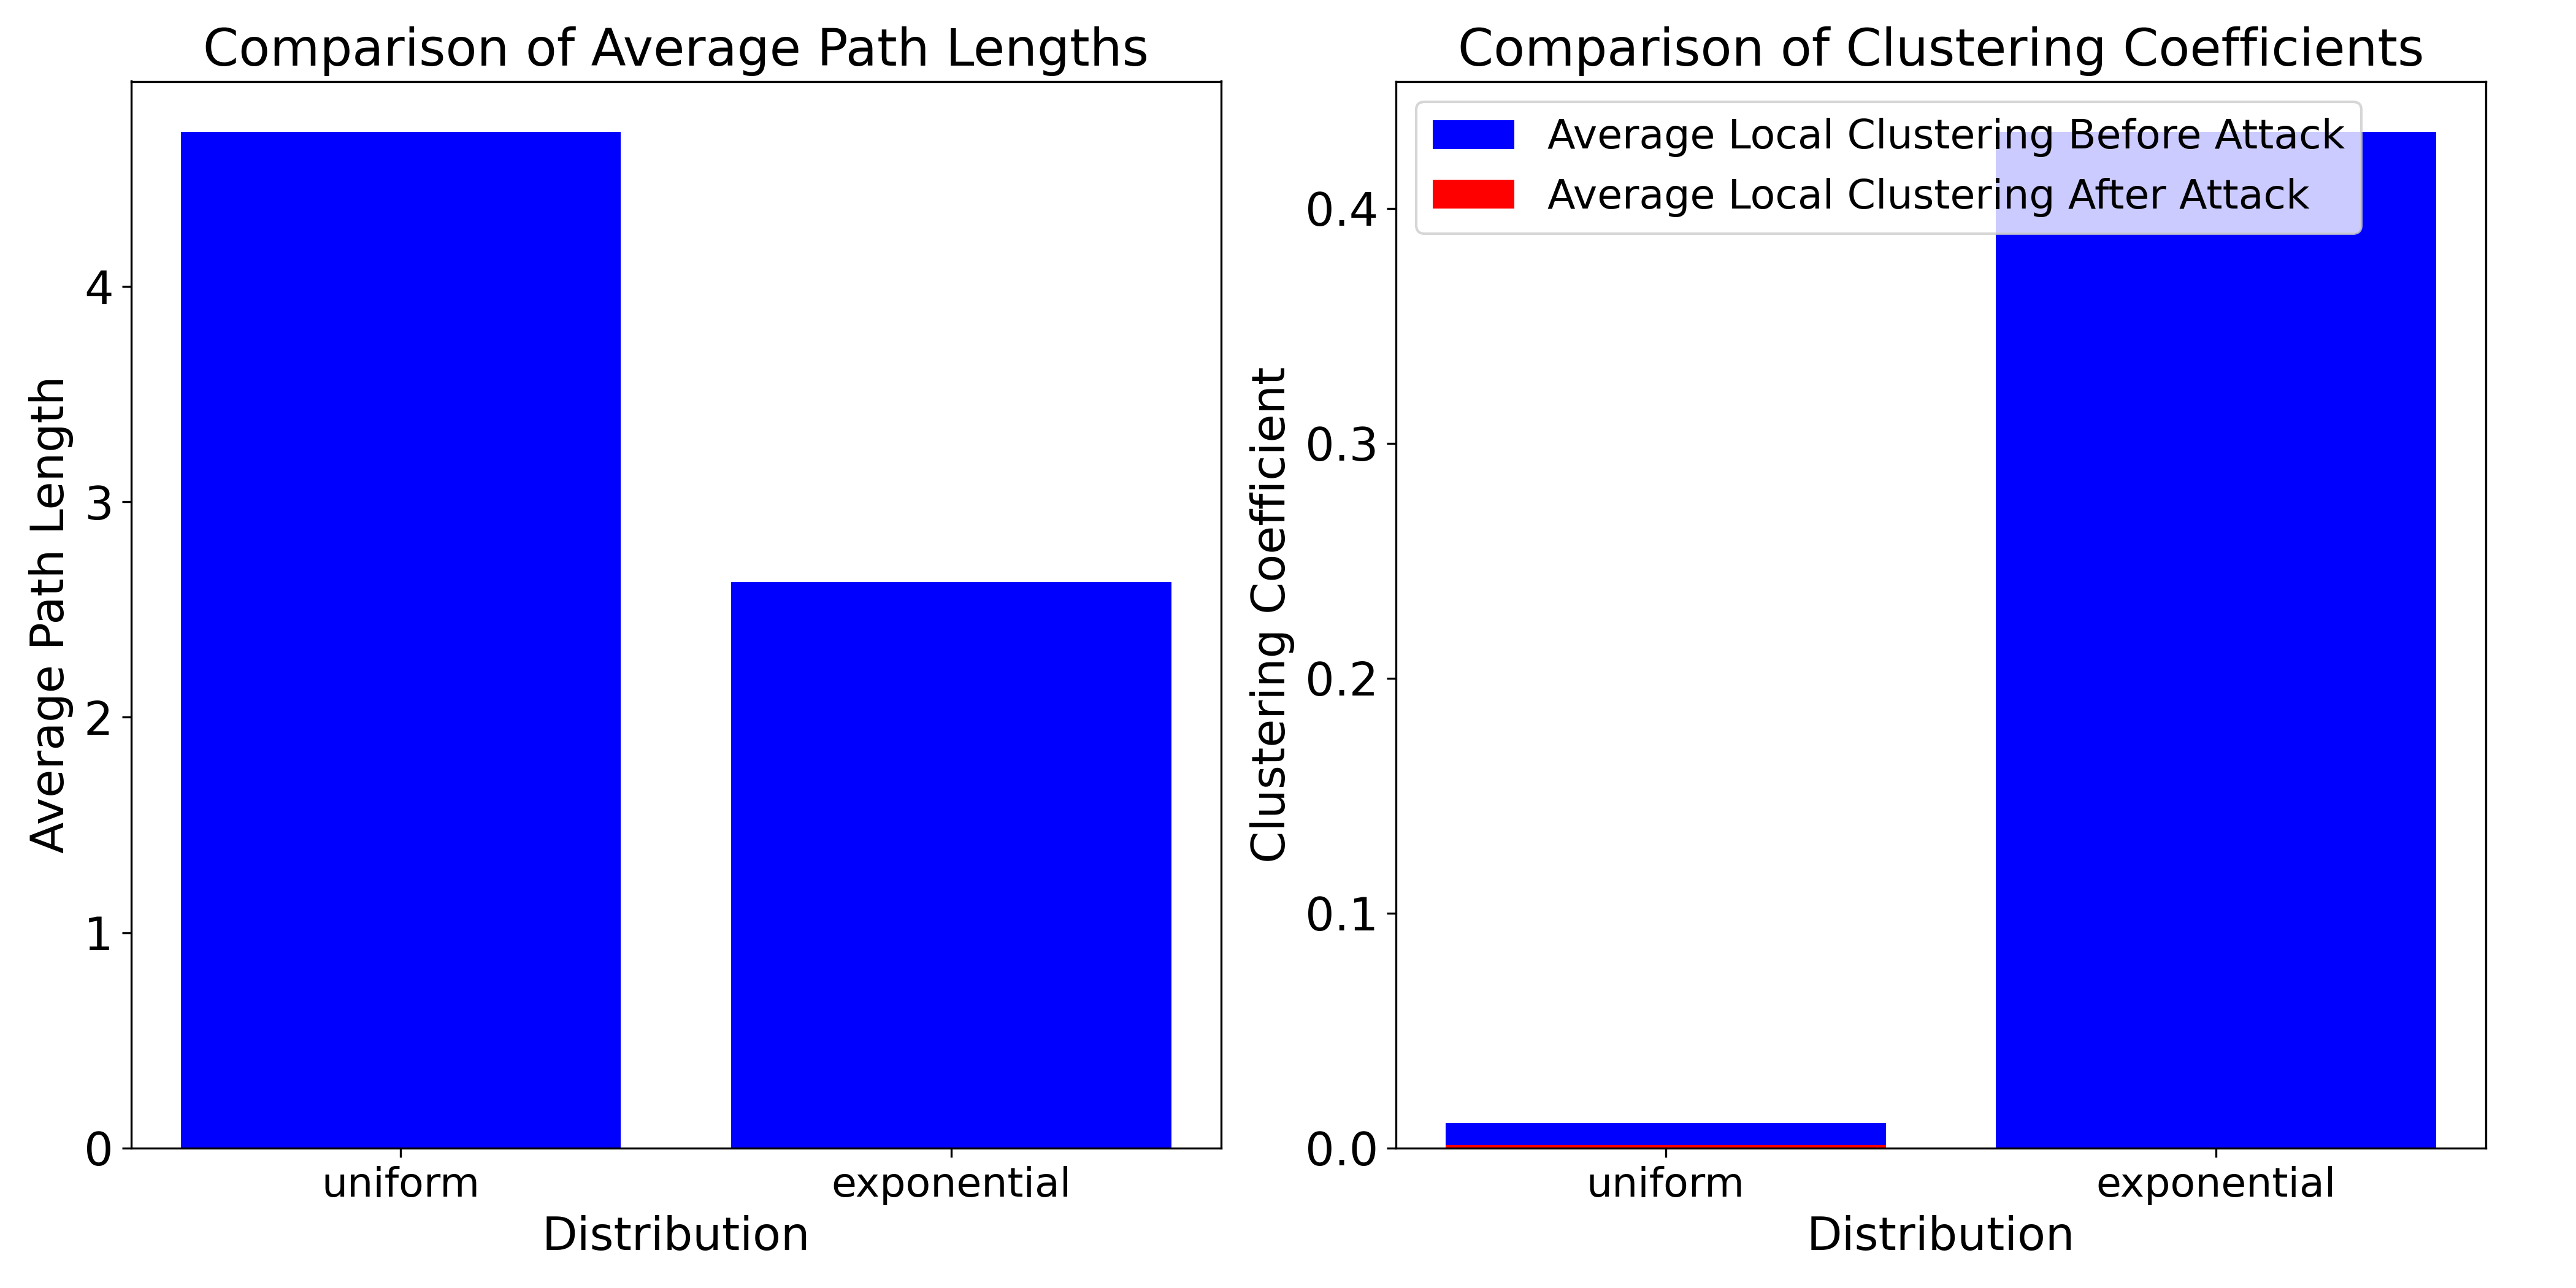 Comparison of Average Path Lengths
Average Path Length
4
3
2
1
0
uniform exponential
Distribution
Comparison of Clustering Coefficients
Average Local Clustering Before Attack
Average Local Clustering After Attack
Clustering Coefficient
0.4
0.3
0.2
0.1
0.0
uniform exponential
Distribution